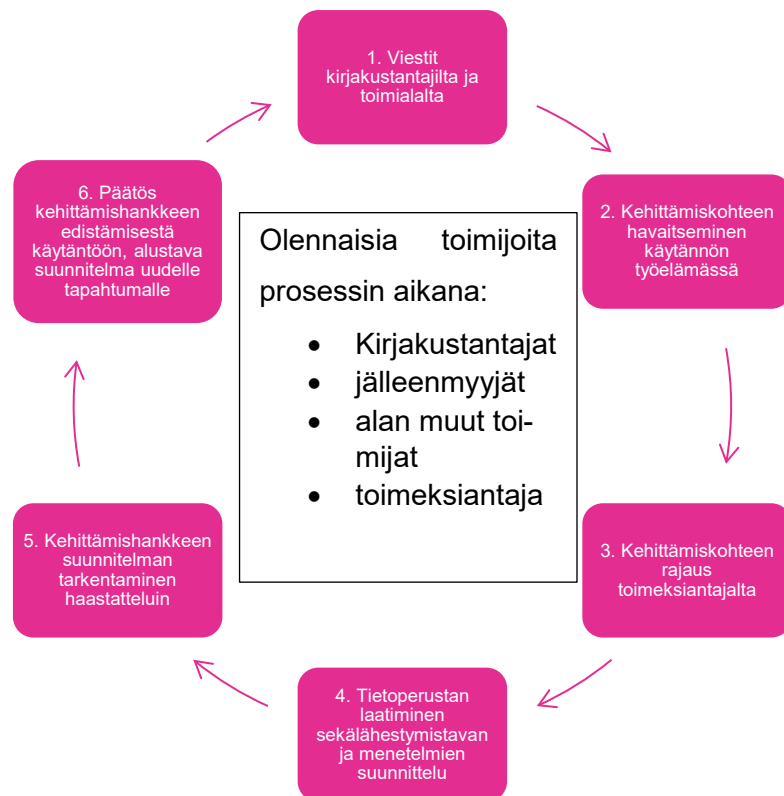 1. Viestit
kirjakustantajilta ja
toimialalta
2. Kehittämiskohteen
havaitseminen
käytännön
työelämässä
3. Kehittämiskohteen
rajaus
toimeksiantajalta
4. Tietoperustan
laatiminen
sekälähestymistavan
ja menetelmien
suunnittelu
5. Kehittämishankkeen
suunnitelman
tarkentaminen
haastatteluin
6. Päätös
kehittämishankkeen
edistämisestä
käytäntöön, alustava
suunnitelma uudelle
tapahtumalle
Olennaisia toimijoita
prosessin aikana:
• Kirjakustantajat
• jälleenmyyjät
• alan muut toi-
mijat
• toimeksiantaja